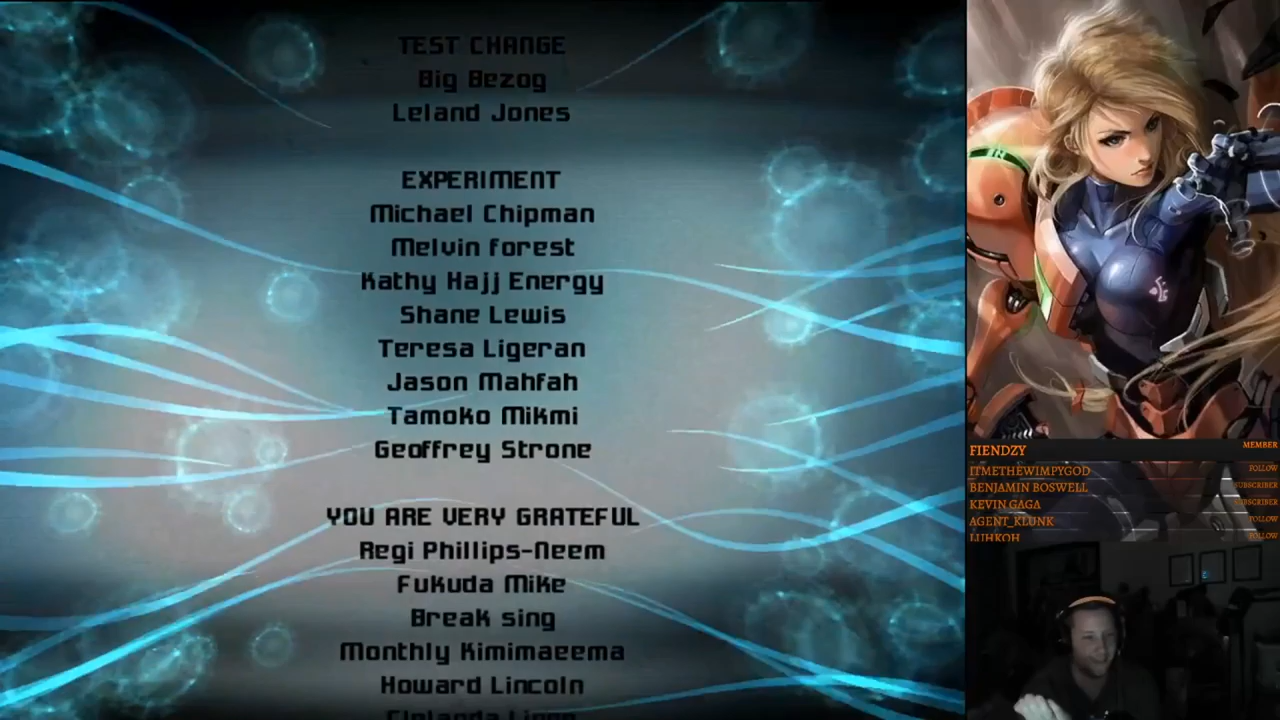 TEST CHANGE
Big Bezog
Leland Jones
EXPERIMENT
Michael Chipman
Melvin forest
Kathy Hajj Energy
Shane Lewis
Teresa Ligeran
Jason Mahfah
Tamoko Mikmi
Geoffrey Strone
YOU ARE VERY GRATEFUL
Regi Phillips-Neem
Fukuda Mike
Break sing
Monthly Kimimaeema
Howard Lincoln
FIENDZY MEMBER
ITMETHEWIMPYGOD FOLLOW
BENJAMIN BOSWELL SUBSCRIBER
KEVIN GAGA SUBSCRIBER
AGENT_KLUNK FOLLOW
LUHKOH FOLLOW